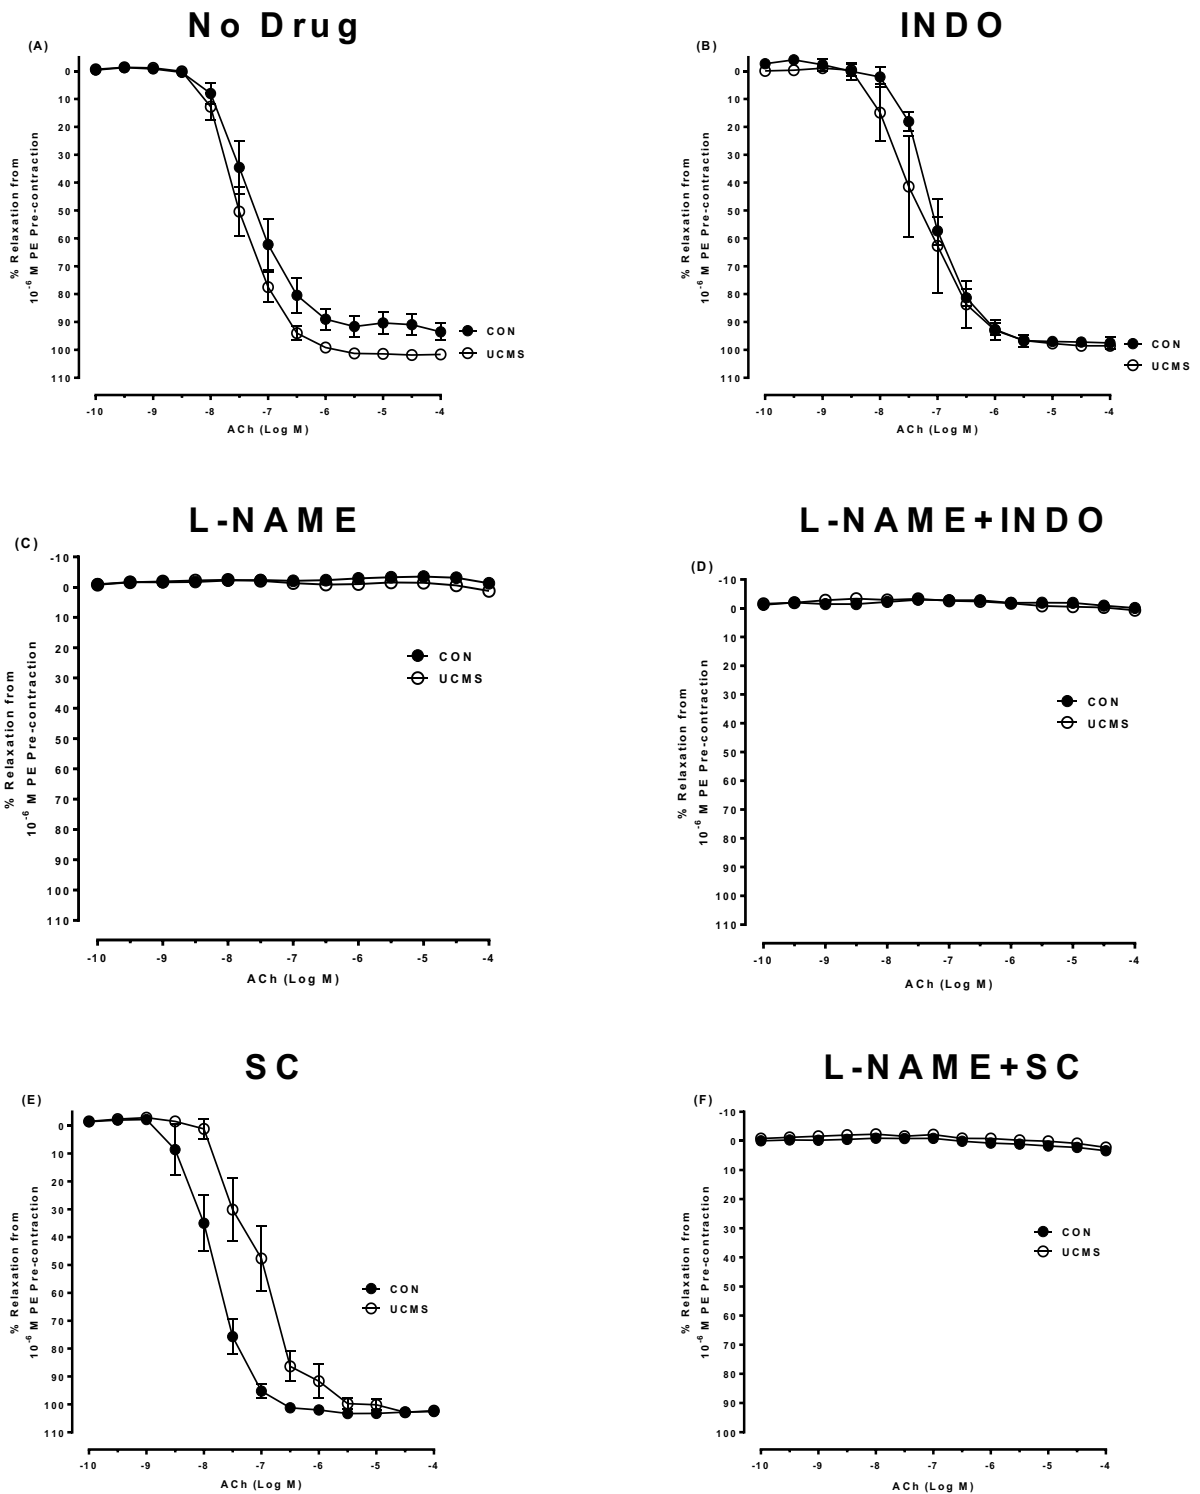 No Drug
(A)
0
10
20
30
40
50
60
70
80
90
100
110
% Relaxation from
10-6 M PE Pre-contraction
CON
UCMS
-10 -9 -8 -7 -6 -5 -4
ACh (Log M)
INDO
(B)
0
10
20
30
40
50
60
70
80
90
100
110
% Relaxation from
10-6 M PE Pre-contraction
CON
UCMS
-10 -9 -8 -7 -6 -5 -4
ACh (Log M)
L-NAME
(C)
-10
0
10
20
30
40
50
60
70
80
90
100
110
% Relaxation from
10-6 M PE Pre-contraction
CON
UCMS
-10 -9 -8 -7 -6 -5 -4
ACh (Log M)
L-NAME+INDO
(D)
-10
0
10
20
30
40
50
60
70
80
90
100
110
% Relaxation from
10-6 M PE Pre-contraction
CON
UCMS
-10 -9 -8 -7 -6 -5 -4
ACh (Log M)
SC
(E)
0
10
20
30
40
50
60
70
80
90
100
110
% Relaxation from
10-6 M PE Pre-contraction
CON
UCMS
-10 -9 -8 -7 -6 -5 -4
ACh (Log M)
L-NAME+SC
(F)
-10
0
10
20
30
40
50
60
70
80
90
100
% Relaxation from
10-6 M PE Pre-contraction
CON
UCMS
-10 -9 -8 -7 -6 -5 -4
ACh (Log M)